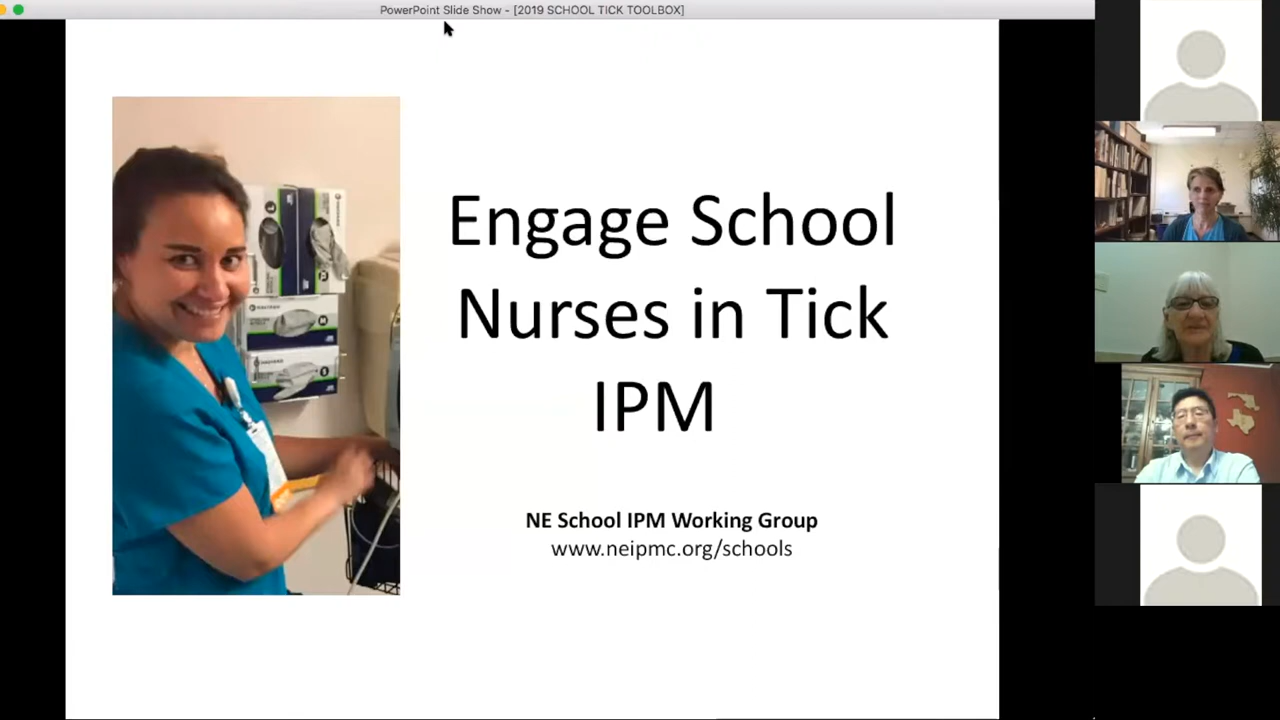 PowerPoint Slide Show - [2019 SCHOOL TICK TOOLBOX]
Engage School
Nurses in Tick
IPM
NE School IPM Working Group
www.neipmc.org/schools